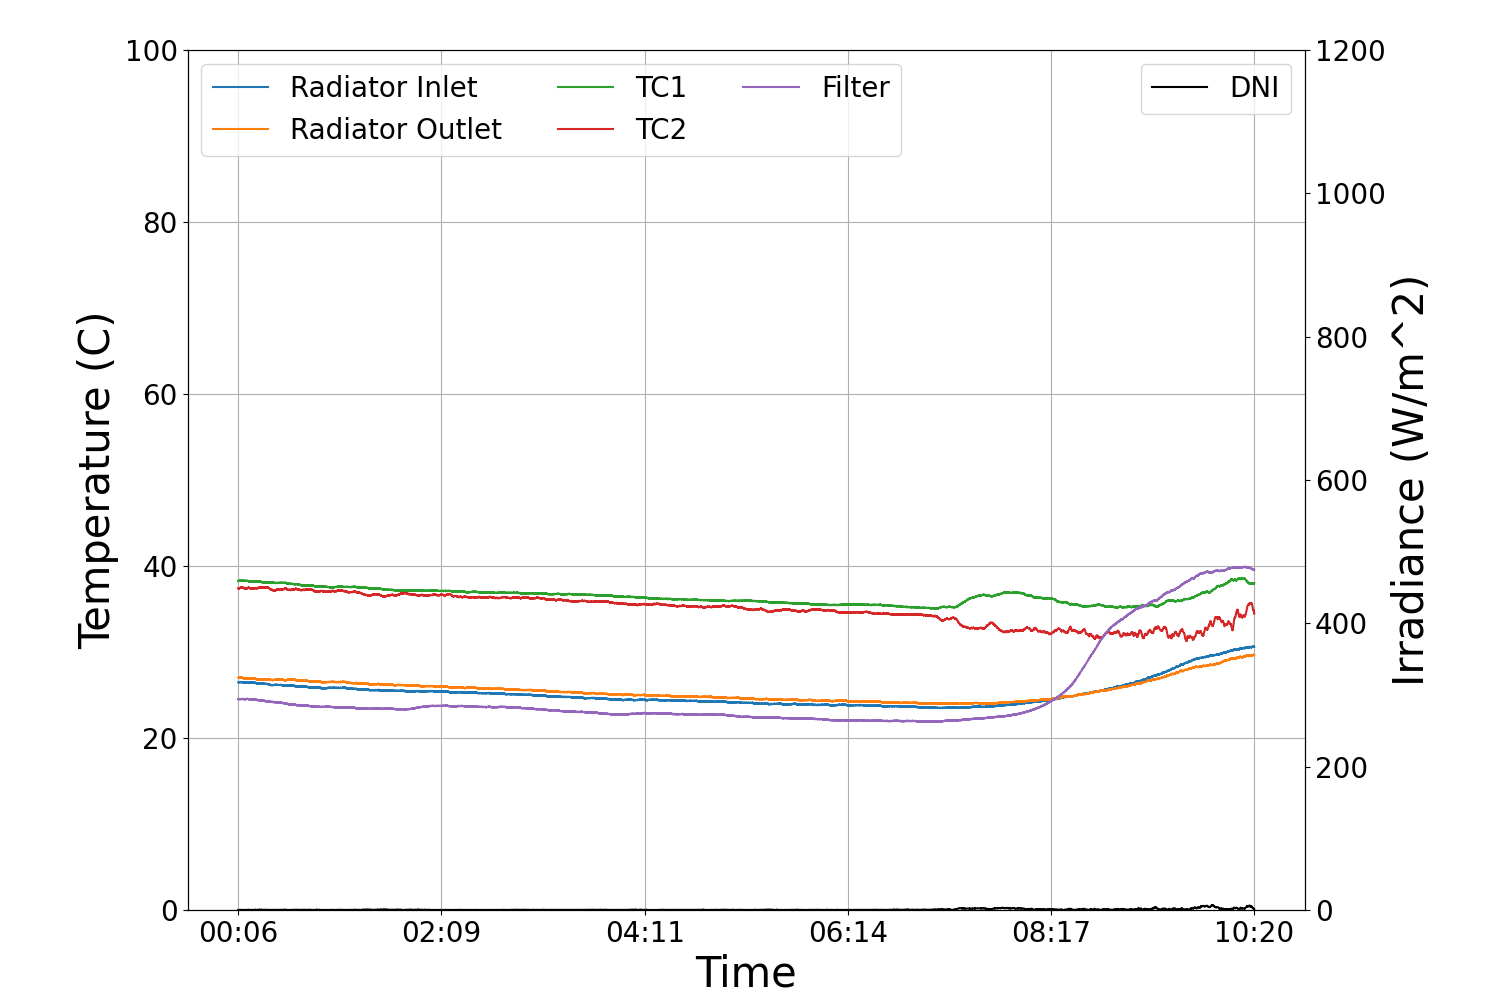 Radiator Inlet
Radiator Outlet
TC1
TC2
Filter
DNI
100
80
60
40
20
0
Temperature (C)
1200
1000
800
600
400
200
0
Irradiance (W/m^2)
00:06 02:09 04:11 06:14 08:17 10:20
Time